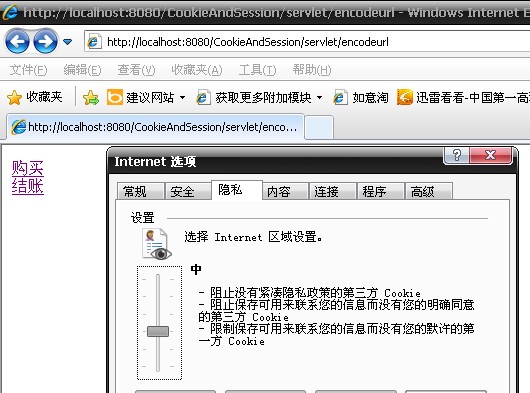 http://localhost:8080/CookieAndSession/servlet/encodeurl - Windows Internet E
http://localhost:8080/CookieAndSession/servlet/encodeurl
文件(F) 编辑(E) 查看(V) 收藏夹(A) 工具(T) 帮助(H)
收藏夹 建议网站 获取更多附加模块 如意淘 迅雷看看-中国第一高
http://localhost:8080/CookieAndSession/servlet/enco...
购买
结账
Internet 选项
常规 安全 隐私 内容 连接 程序 高级
设置
选择 Internet 区域设置。
中
- 阻止没有紧凑隐私政策的第三方 Cookie
- 阻止保存可用来联系您的信息而没有您的明确同意
的第三方 Cookie
- 限制保存可用来联系您的信息而没有您的默许的第
一方 Cookie